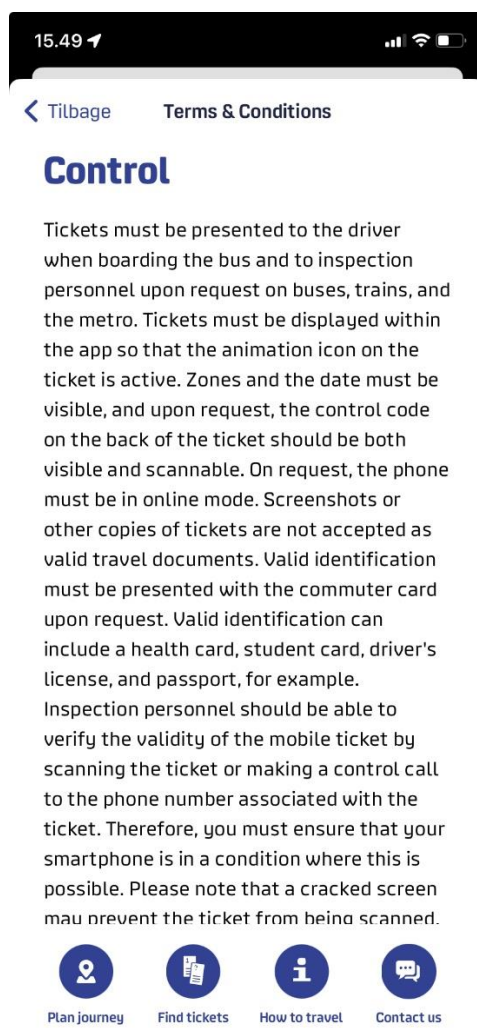 15.49
Tilbage
Terms & Conditions
Control
Tickets must be presented to the driver
when boarding the bus and to inspection
personnel upon request on buses, trains, and
the metro. Tickets must be displayed within
the app so that the animation icon on the
ticket is active. Zones and the date must be
visible, and upon request, the control code
on the back of the ticket should be both
visible and scannable. On request, the phone
must be in online mode. Screenshots or
other copies of tickets are not accepted as
valid travel documents. Valid identification
must be presented with the commuter card
upon request. Valid identification can
include a health card, student card, driver's
license, and passport, for example.
Inspection personnel should be able to
verify the validity of the mobile ticket by
scanning the ticket or making a control call
to the phone number associated with the
ticket. Therefore, you must ensure that your
smartphone is in a condition where this is
possible. Please note that a cracked screen
may prevent the ticket from being scanned.
Plan journey
Find tickets
How to travel
Contact us